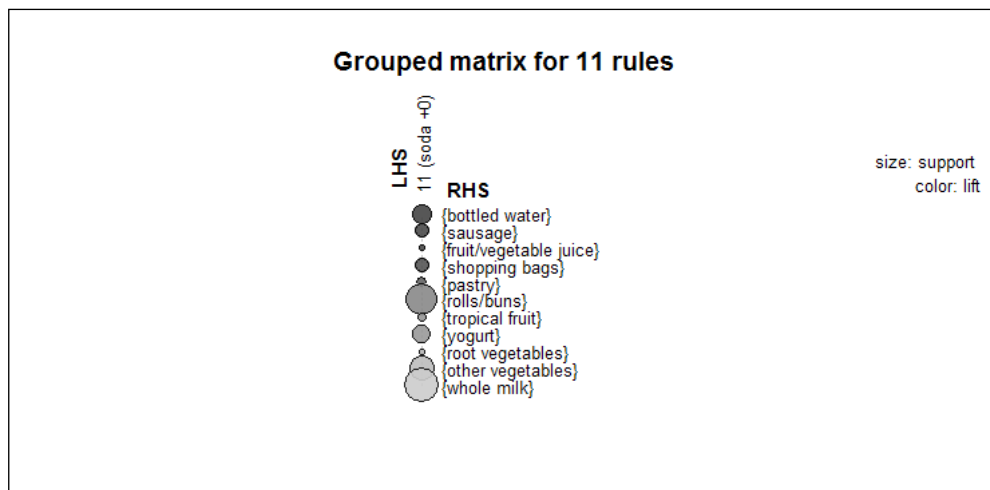 Grouped matrix for 11 rules
LHS
11 (soda +0)
RHS
size: support
color: lift
{bottled water}
{sausage}
{fruit/vegetable juice}
{shopping bags}
{pastry}
{rolls/buns}
{tropical fruit}
{yogurt}
{root vegetables}
{other vegetables}
{whole milk}